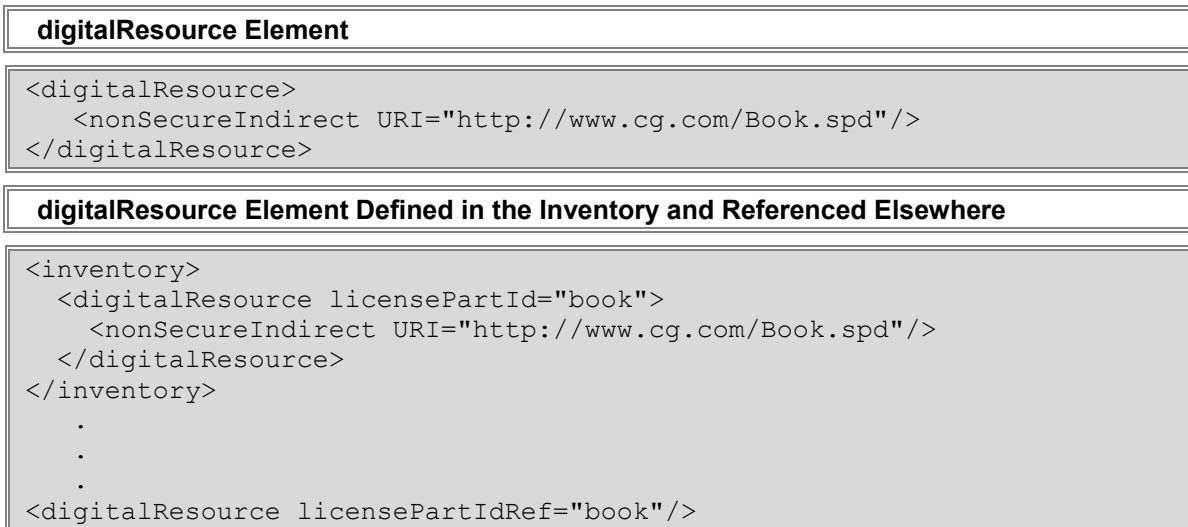 digitalResource Element
<digitalResource>
   <nonSecureIndirect URI="http://www.cg.com/Book.spd"/>
</digitalResource>
digitalResource Element Defined in the Inventory and Referenced Elsewhere
<inventory>
  <digitalResource licensePartId="book">
    <nonSecureIndirect URI="http://www.cg.com/Book.spd"/>
  </digitalResource>
</inventory>
   .
   .
   .
<digitalResource licensePartIdRef="book"/>